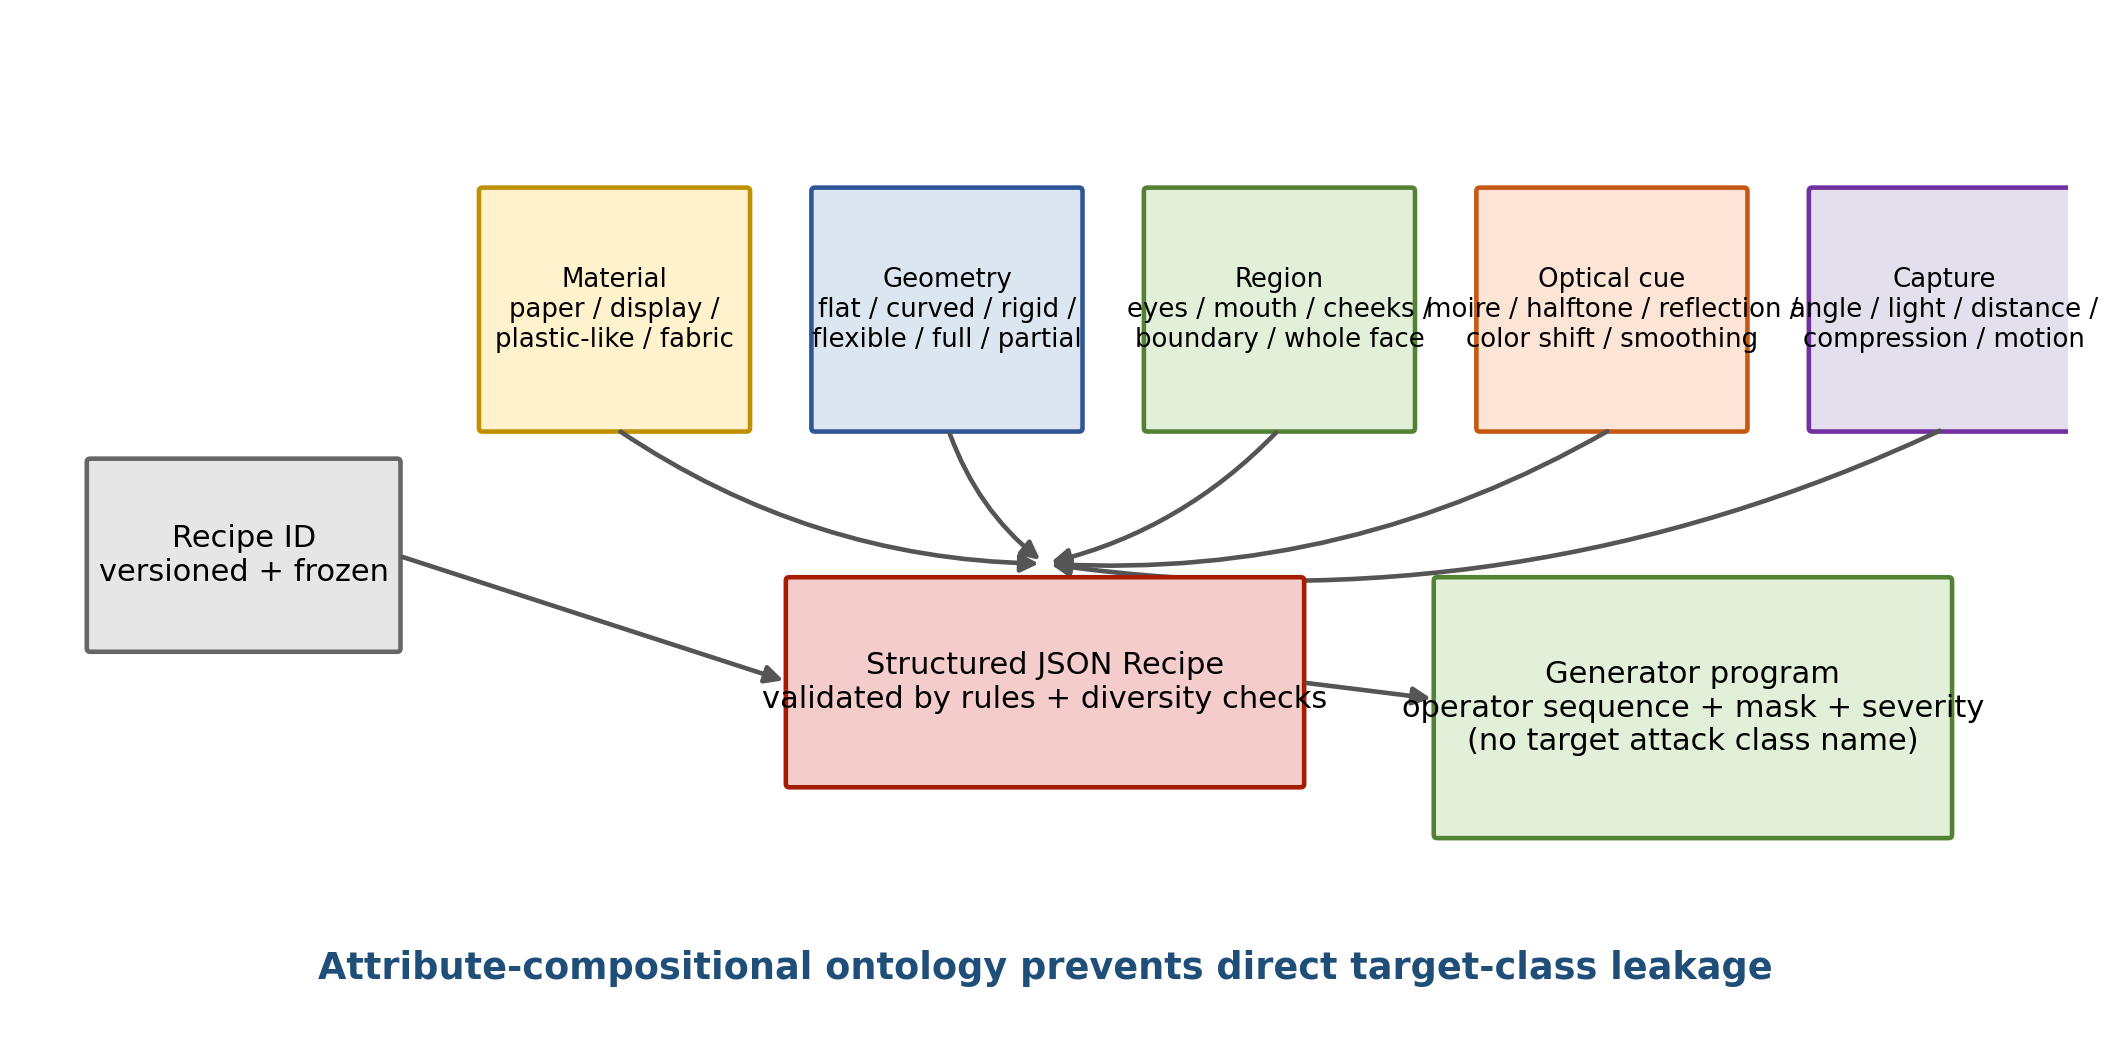 Material
paper / display /
plastic-like / fabric
Geometry
flat / curved / rigid /
flexible / full / partial
Region
eyes / mouth / cheeks /
boundary / whole face
Optical cue
moire / halftone / reflection /
color shift / smoothing
Capture
angle / light / distance /
compression / motion
Recipe ID
versioned + frozen
Structured JSON Recipe
validated by rules + diversity checks
Generator program
operator sequence + mask + severity
(no target attack class name)
Attribute-compositional ontology prevents direct target-class leakage